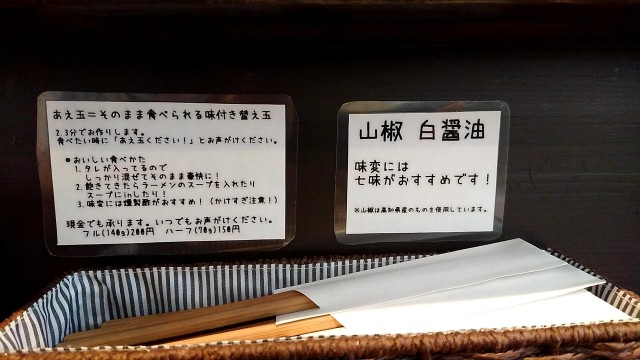 あえ玉＝そのまま食べられる味付き替え玉
2,3分でお作りします。
食べたい時に「あえ玉ください！」とお声がけください。
●おいしい食べかた
1.タレが入ってるので
しっかり混ぜてそのまま豪快に！
2.飽きてきたらラーメンのスープを入れたり
スープにinしたり！
3.味変には燻製酢がおすすめ！（かけすぎ注意！）
現金でも承ります。いつでもお声がけください。
フル(140g)200円 ハーフ(70g)150円
山椒 白醤油
味変には
七味がおすすめです！
※山椒は高知県産のものを使用しています。